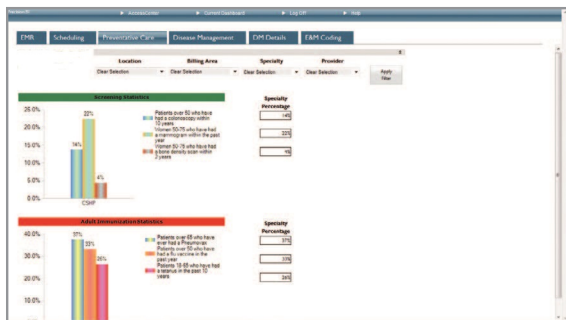 AccessCentric Current Dashboard Log Off Help
EMR Scheduling Preventative Care Disease Management DM Details E&M Coding
Location Billing Area Specialty Provider
Clear Selection Clear Selection Clear Selection Clear Selection
Apply
Filter
Screening Statistics
Specialty
Percentage
25.0%
20.0%
15.0%
10.0%
5.0%
0.0%
14%
22%
4%
CSHP
Patients over 50 who have
had a colonoscopy within
10 years
Women 50-75 who have had
a mammogram within the past
year
Women 50-75 who have had
a bone density scan within
2 years
14%
22%
Adult Immunization Statistics
Specialty
Percentage
40.0%
30.0%
20.0%
10.0%
37%
33%
26%
Patients over 65 who have
ever had a Pneumovax
Patients over 50 who have
had a flu vaccine in the
past year
Patients 18-65 who have had
a tetanus in the past 10
years
37%
33%
26%